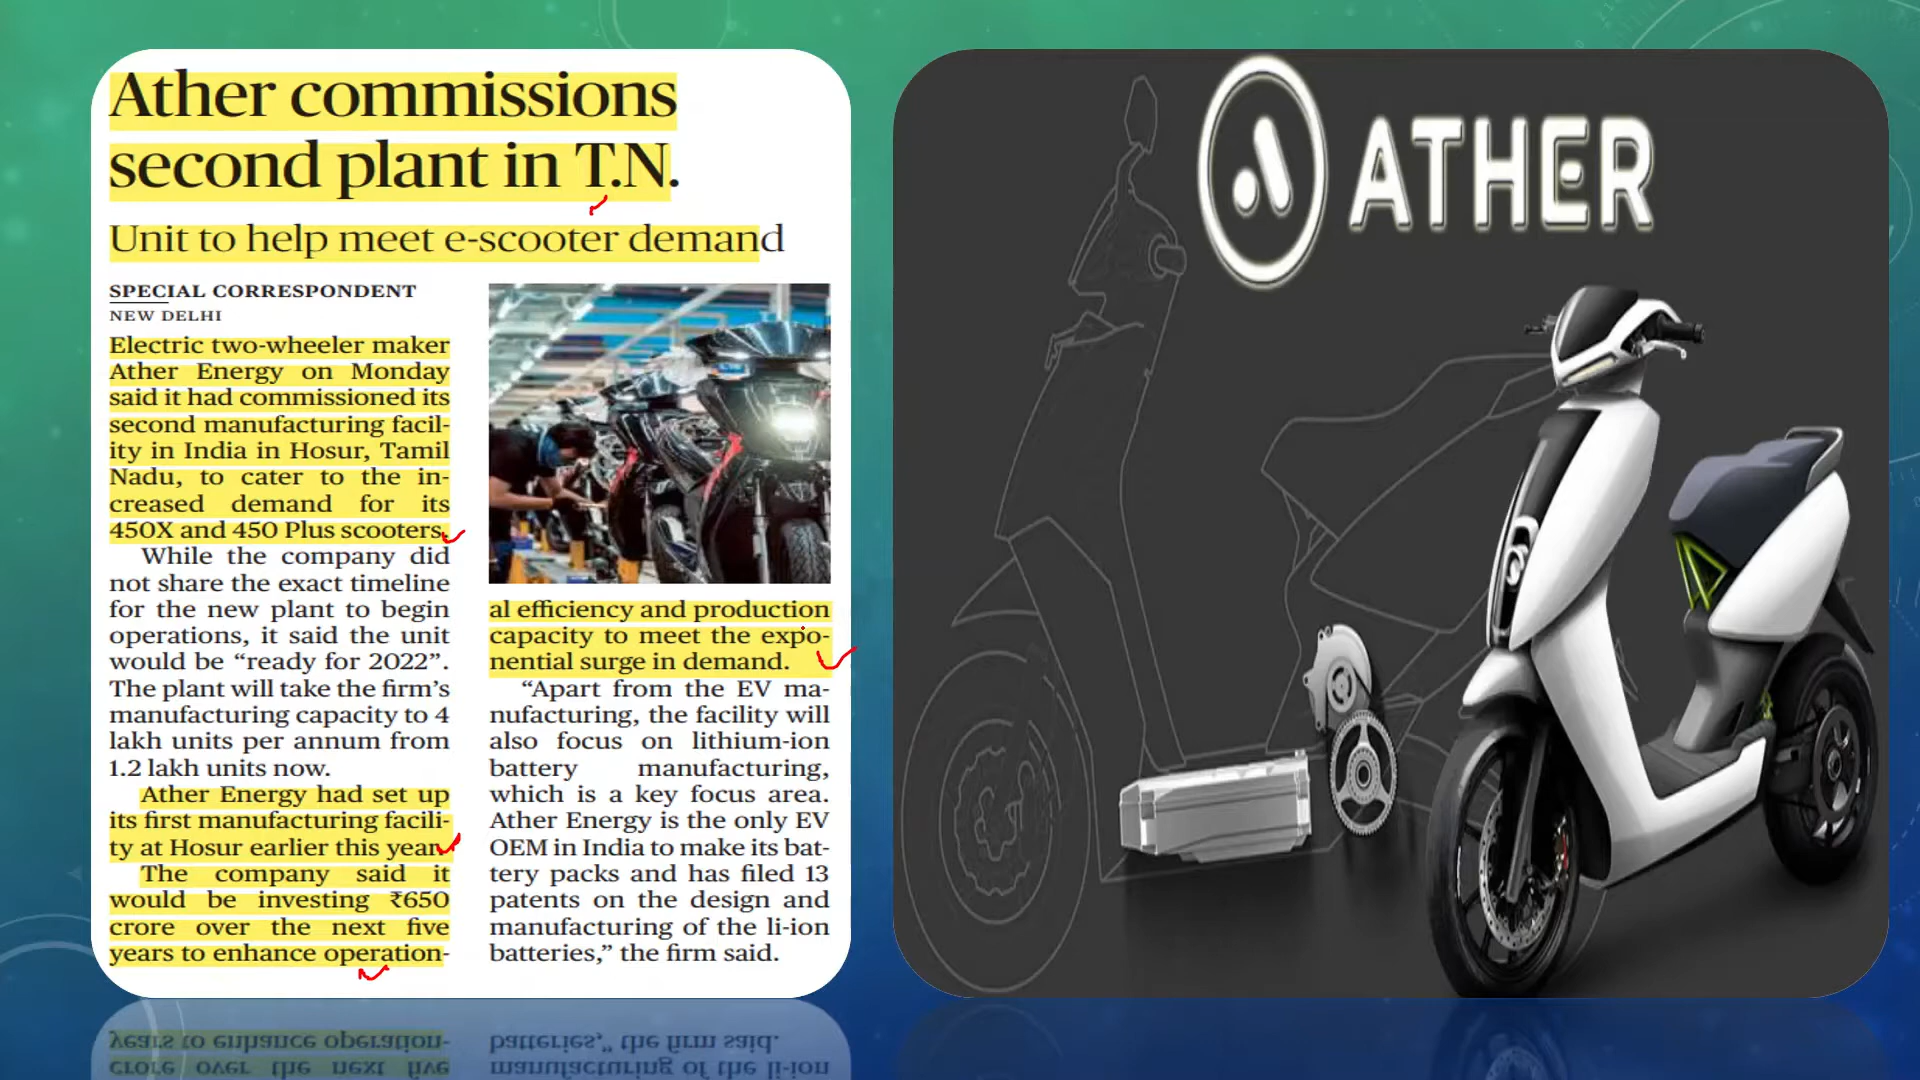 Ather commissions
second plant in T.N.
Unit to help meet e-scooter demand
SPECIAL CORRESPONDENT
NEW DELHI
Electric two-wheeler maker
Ather Energy on Monday
said it had commissioned its
second manufacturing facil-
ity in India in Hosur, Tamil
Nadu, to cater to the in-
creased demand for its
450X and 450 Plus scooters.
While the company did
not share the exact timeline
for the new plant to begin
operations, it said the unit
would be “ready for 2022”.
The plant will take the firm’s
manufacturing capacity to 4
lakh units per annum from
1.2 lakh units now.
Ather Energy had set up
its first manufacturing facili-
ty at Hosur earlier this year.
The company said it
would be investing ₹650
crore over the next five
years to enhance operation-
al efficiency and production
capacity to meet the expo-
nential surge in demand.
“Apart from the EV ma-
nufacturing, the facility will
also focus on lithium-ion
battery manufacturing,
which is a key focus area.
Ather Energy is the only EV
OEM in India to make its bat-
tery packs and has filed 13
patents on the design and
manufacturing of the li-ion
batteries,” the firm said.
ATHER